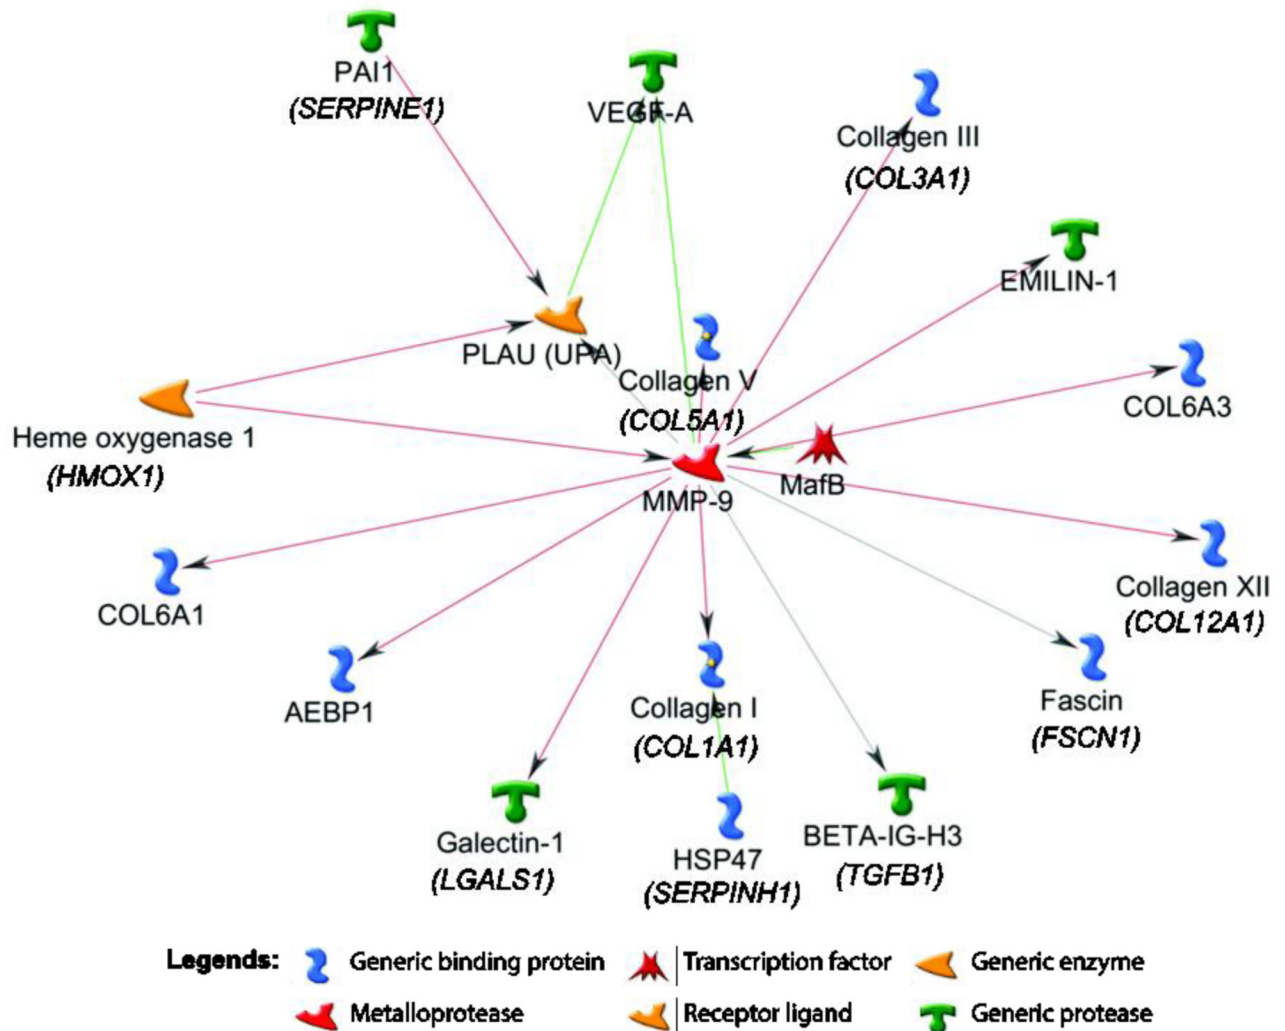 PAI1
(SERPINE1)
VEGF-A
Collagen III
(COL3A1)
EMILIN-1
PLAU (UPA)
Collagen V
(COL5A1)
COL6A3
Heme oxygenase 1
(HMOX1)
MMP-9
MafB
COL6A1
Collagen XII
(COL12A1)
AEBP1
Collagen I
(COL1A1)
Fascin
(FSCN1)
Galectin-1
(LGALS1)
HSP47
(SERPINH1)
BETA-IG-H3
(TGFB1)
Legends: Generic binding protein Transcription factor Generic enzyme
Metalloprotease Receptor ligand Generic protease